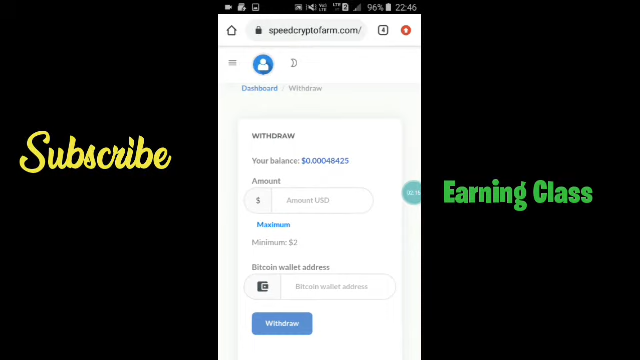 96% 22:46
speedcryptofarm.com/
4
Dashboard / Withdraw
WITHDRAW
Your balance: $0.00048425
Amount
$ Amount USD
Maximum
Minimum: $2
Bitcoin wallet address
Bitcoin wallet address
Withdraw
Subscribe
Earning Class